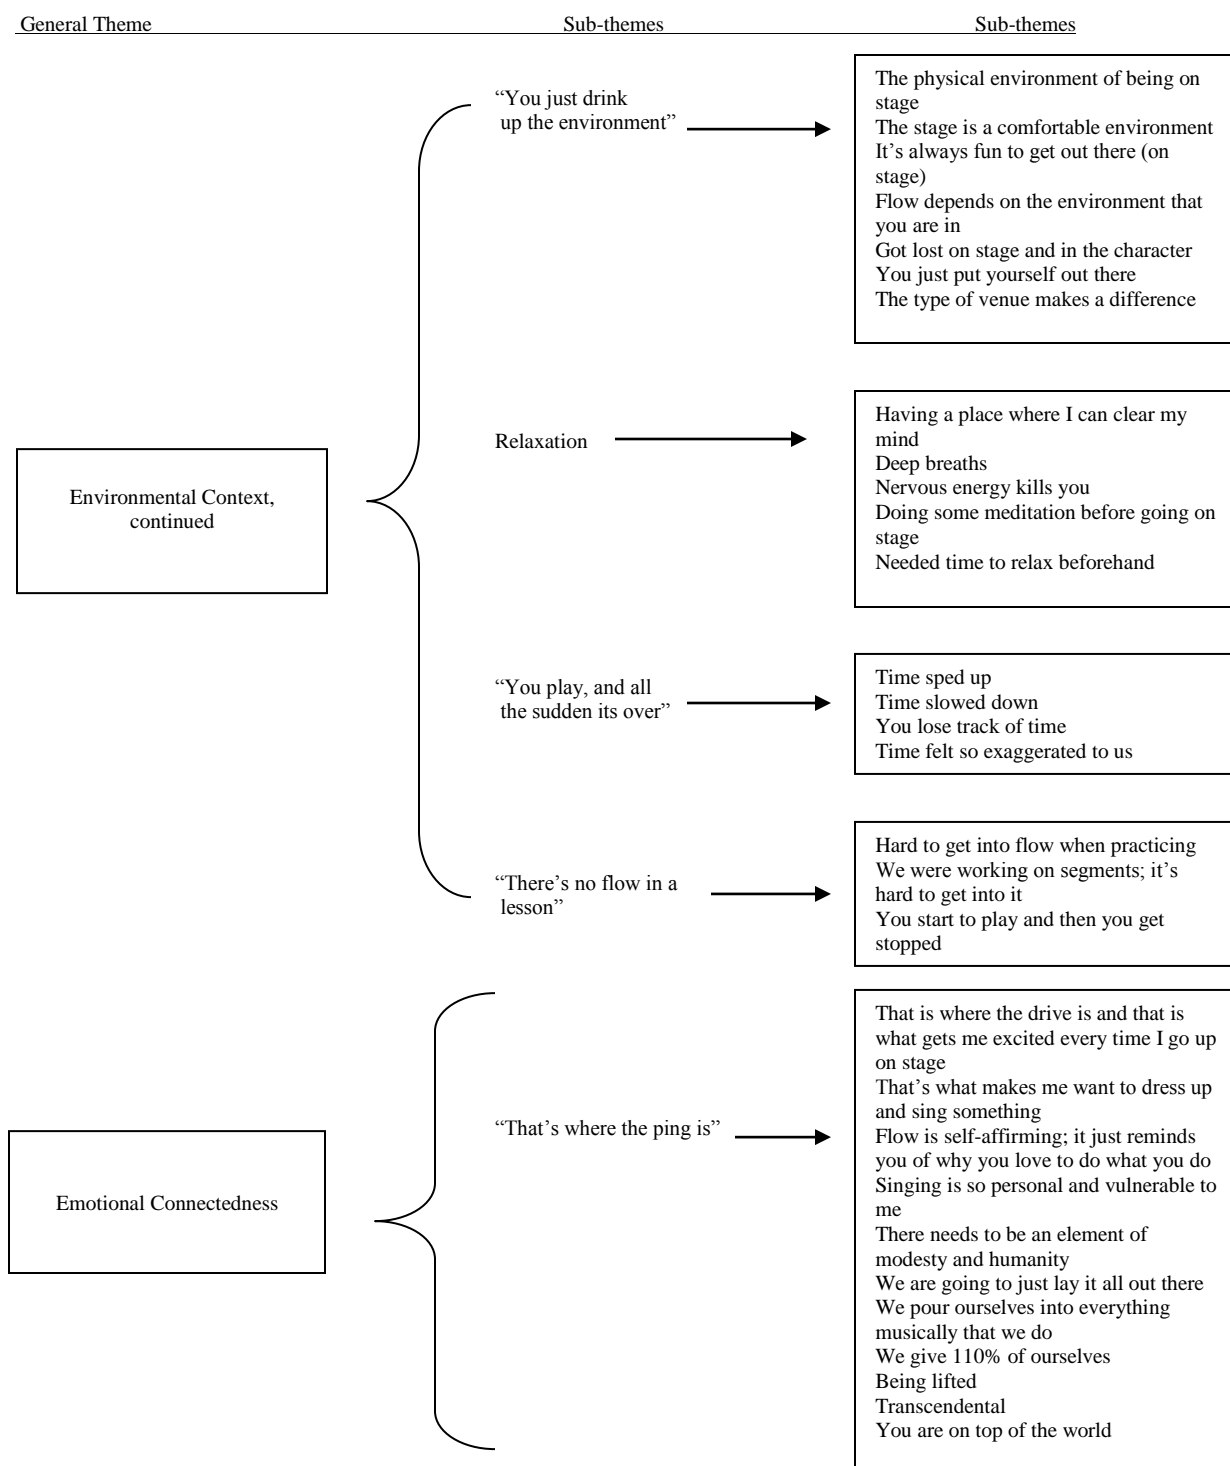 General Theme Sub-themes Sub-themes
“You just drink
up the environment”
The physical environment of being on
stage
The stage is a comfortable environment
It’s always fun to get out there (on
stage)
Flow depends on the environment that
you are in
Got lost on stage and in the character
You just put yourself out there
The type of venue makes a difference
Environmental Context,
continued
Relaxation
Having a place where I can clear my
mind
Deep breaths
Nervous energy kills you
Doing some meditation before going on
stage
Needed time to relax beforehand
“You play, and all
the sudden its over”
Time sped up
Time slowed down
You lose track of time
Time felt so exaggerated to us
“There’s no flow in a
lesson”
Hard to get into flow when practicing
We were working on segments; it’s
hard to get into it
You start to play and then you get
stopped
Emotional Connectedness
“That’s where the ping is”
That is where the drive is and that is
what gets me excited every time I go up
on stage
That’s what makes me want to dress up
and sing something
Flow is self-affirming; it just reminds
you of why you love to do what you do
Singing is so personal and vulnerable to
me
There needs to be an element of
modesty and humanity
We are going to just lay it all out there
We pour ourselves into everything
musically that we do
We give 110% of ourselves
Being lifted
Transcendental
You are on top of the world